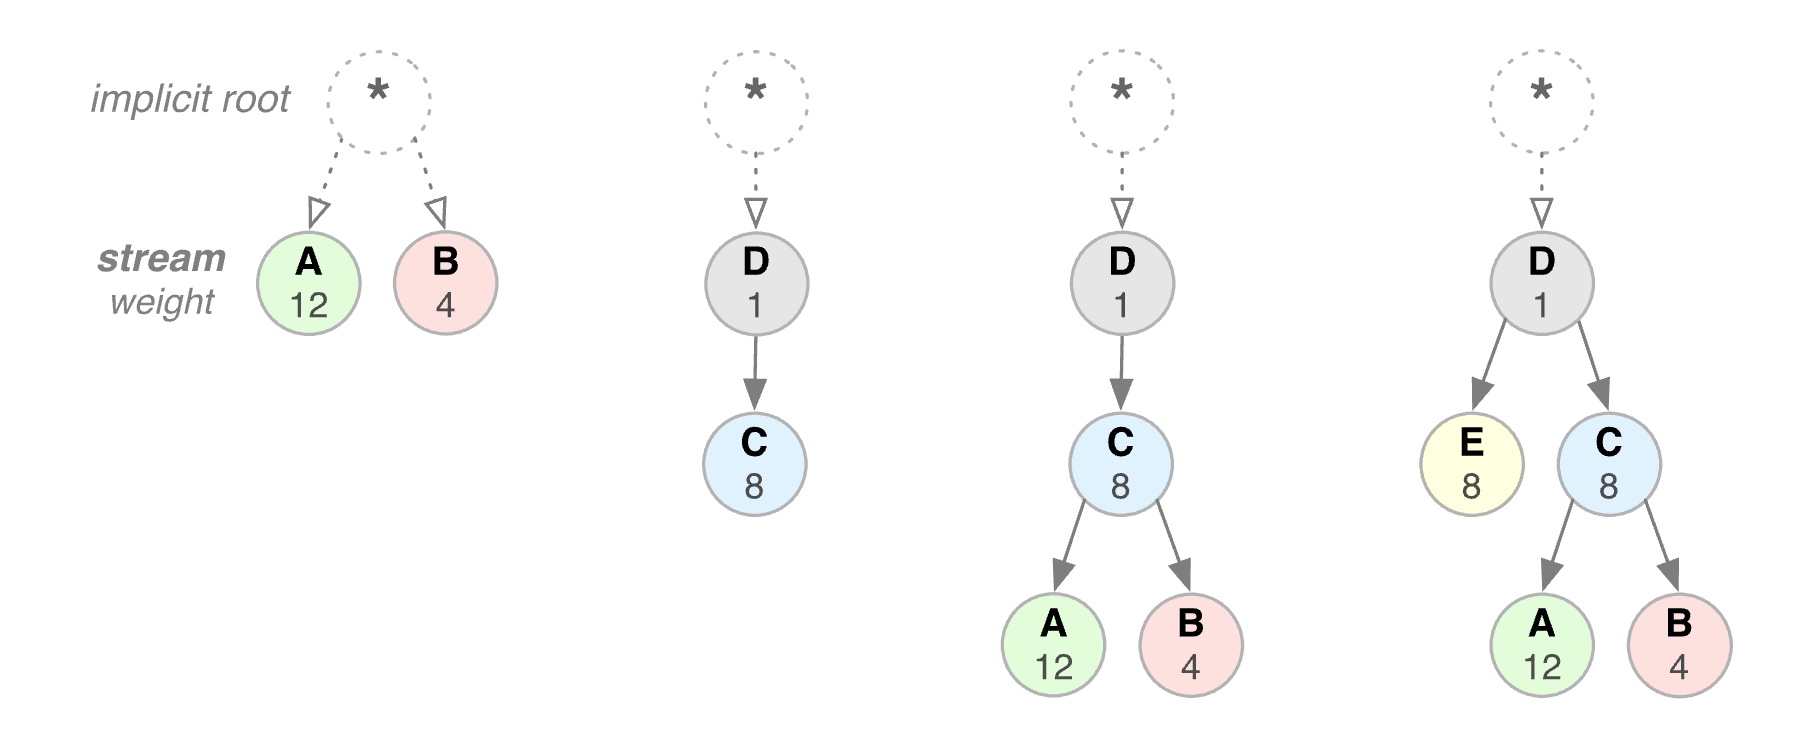 implicit root * * * *
stream A B D D D
weight 12 4 1 1 1
C C E C
8 8 8 8
A B A B
12 4 12 4